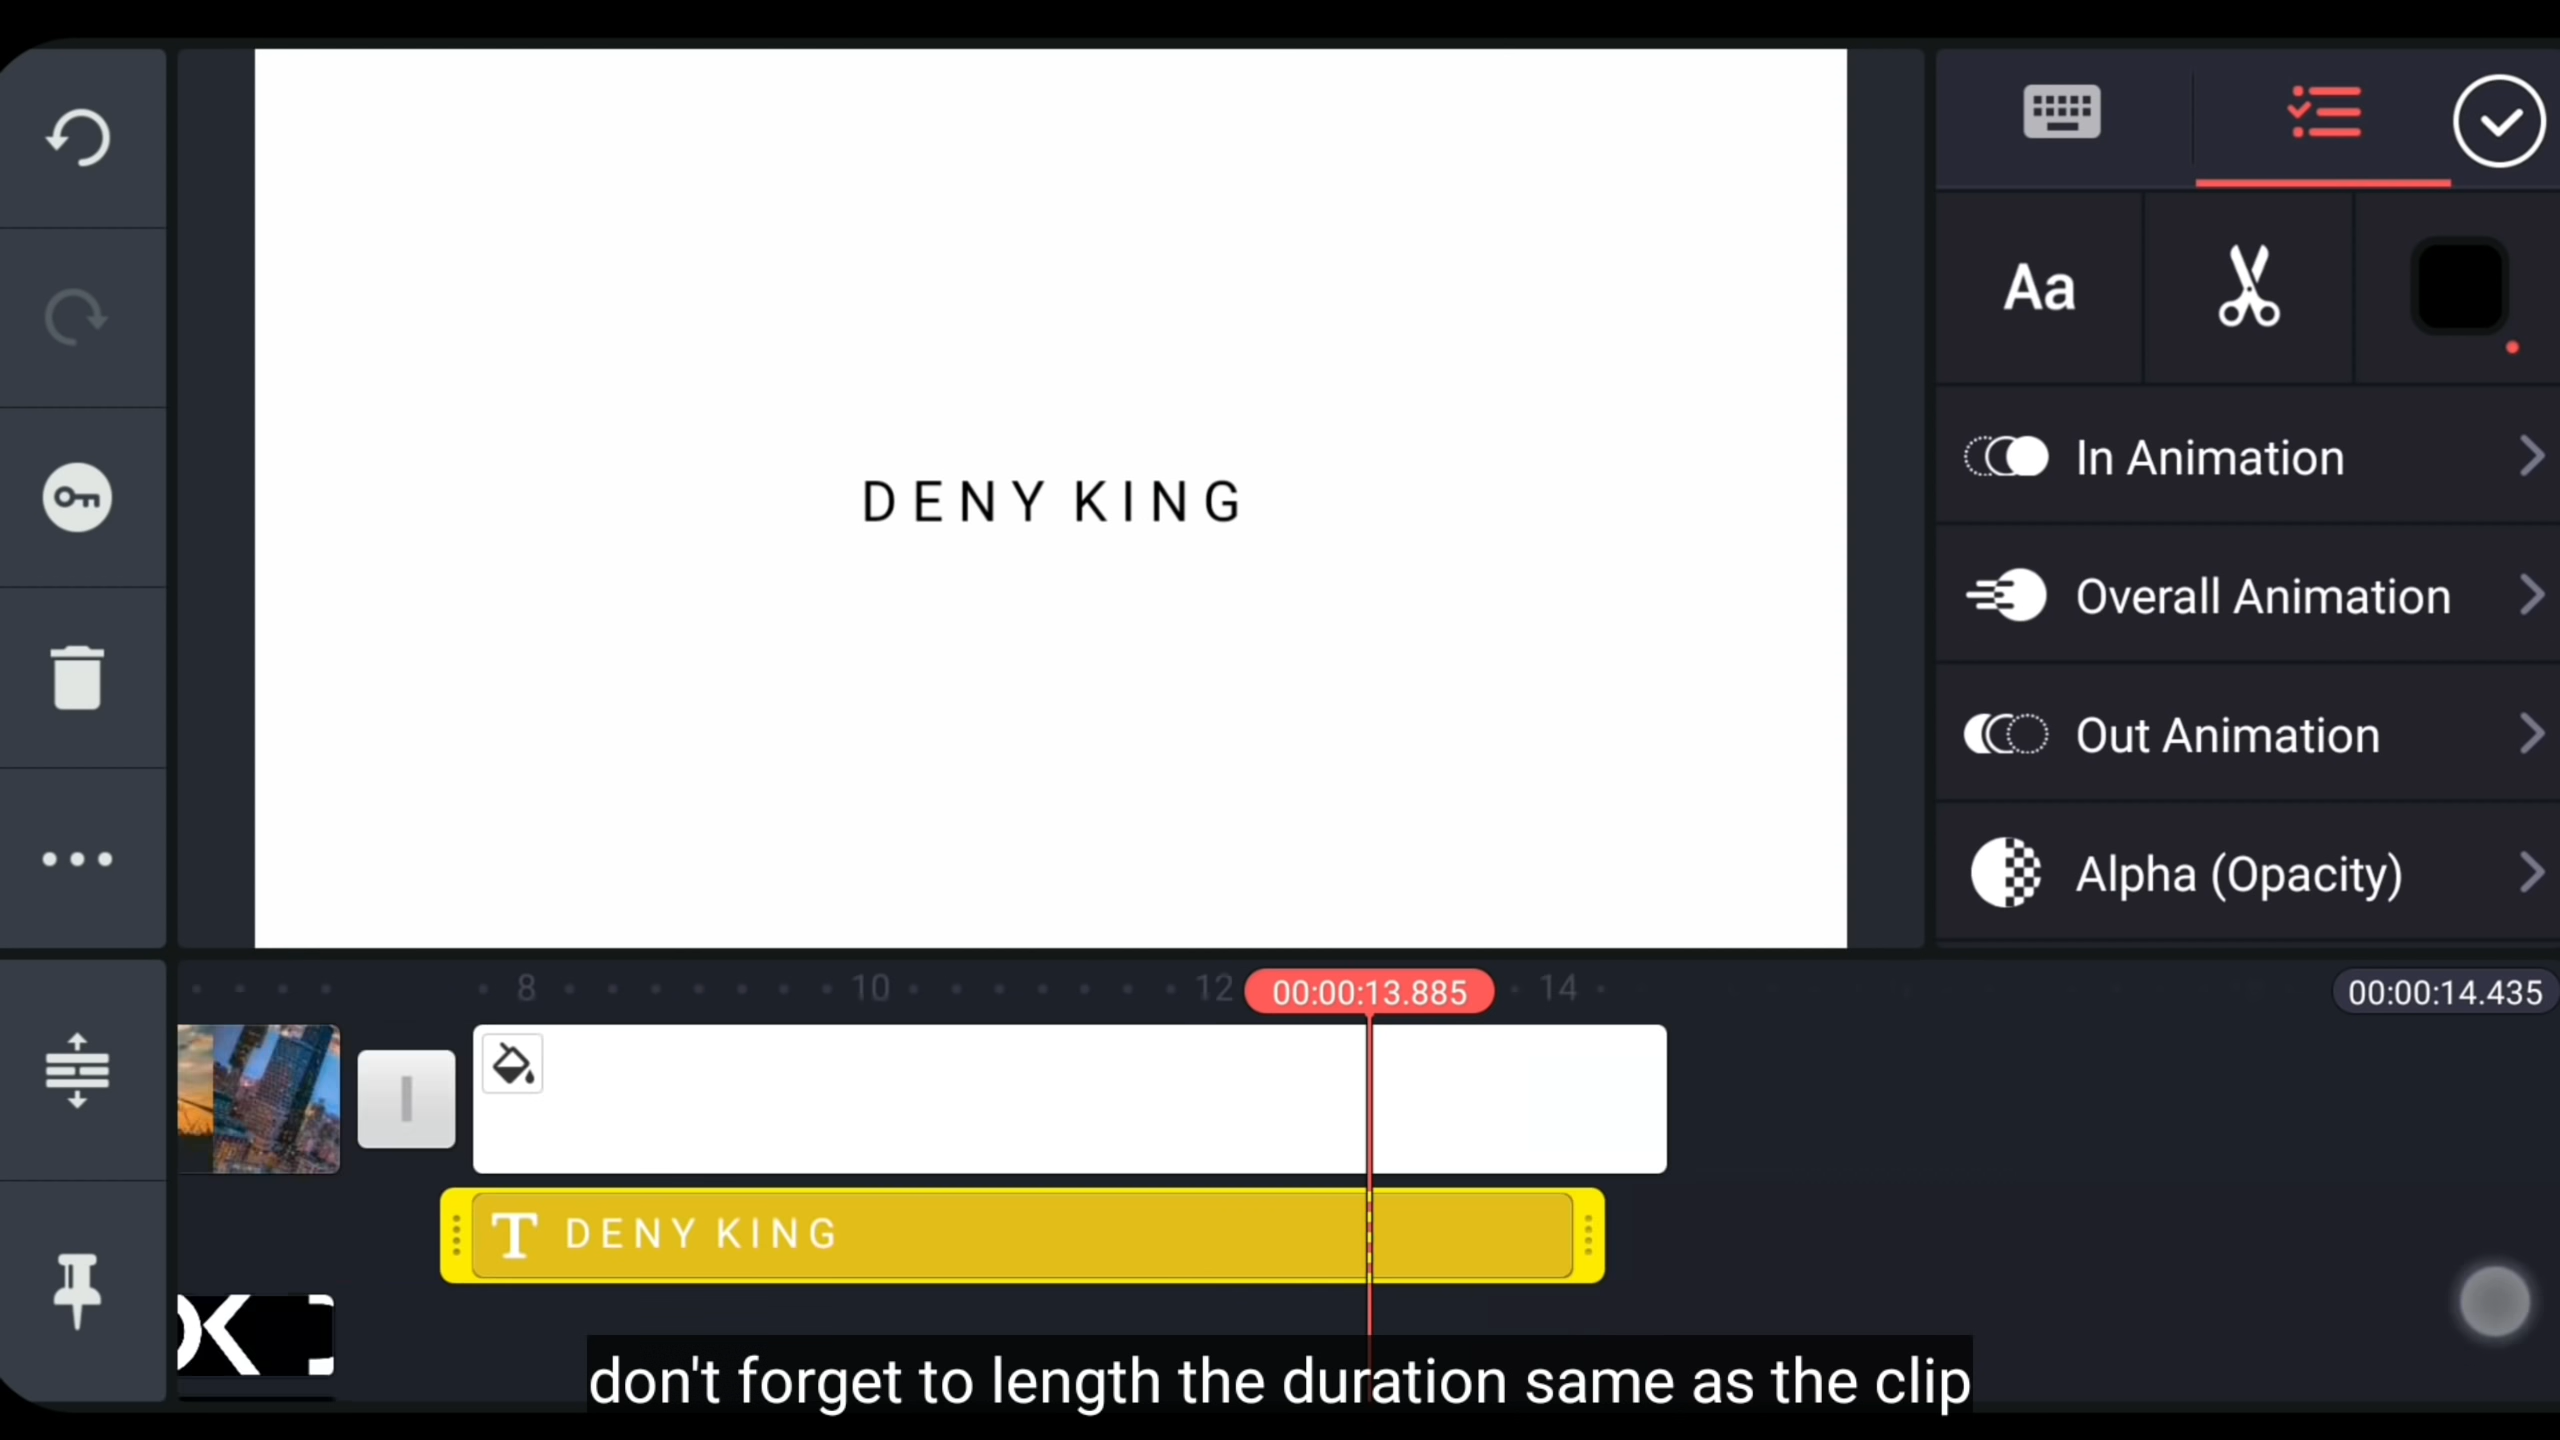 Aa
DENY KING
In Animation
Overall Animation
Out Animation
Alpha (Opacity)
8
10
12
00:00:13.885
14
00:00:14.435
T DENY KING
don't forget to length the duration same as the clip